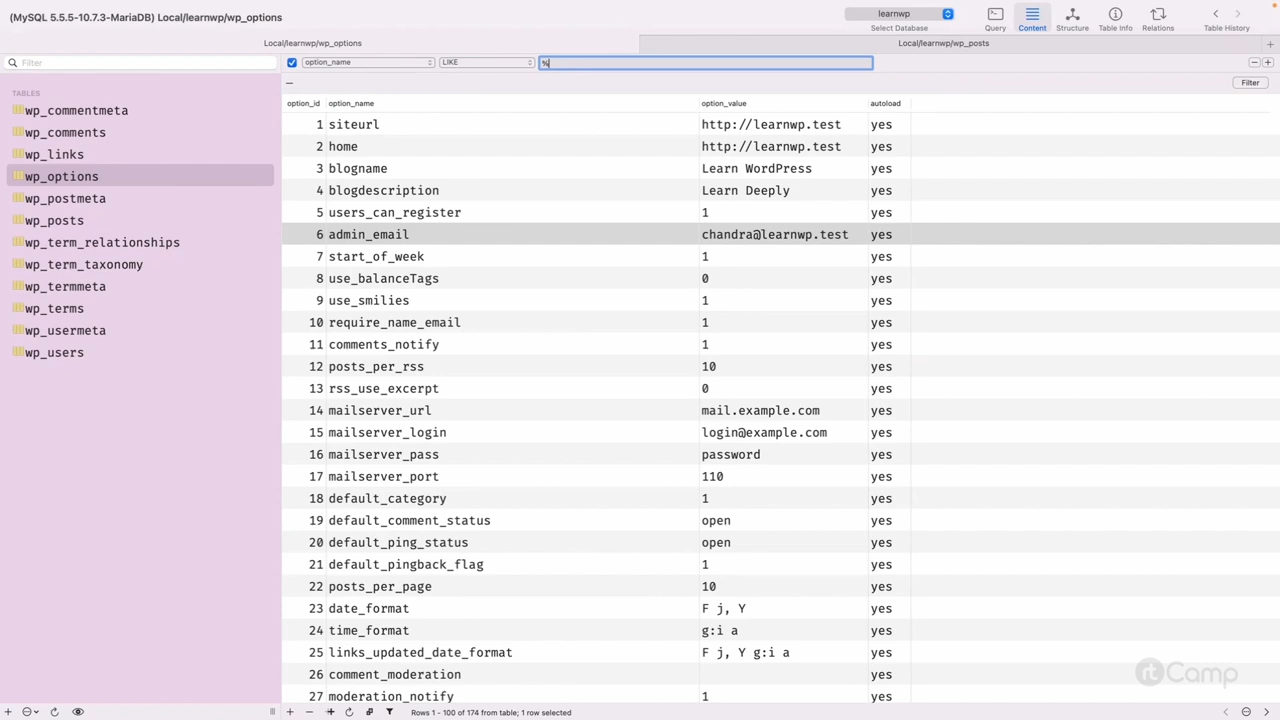 (MySQL 5.5.5-10.7.3-MariaDB) Local/learnwp/wp_options
learnwp
Select Database
Query
Content
Structure
Table Info
Relations
Table History
Local/learnwp/wp_options
Local/learnwp/wp_posts
Filter
option_name
LIKE
%
Filter
TABLES
wp_commentmeta
wp_comments
wp_links
wp_options
wp_postmeta
wp_posts
wp_term_relationships
wp_term_taxonomy
wp_termmeta
wp_terms
wp_usermeta
wp_users
option_id option_name option_value autoload
1 siteurl http://learnwp.test yes
2 home http://learnwp.test yes
3 blogname Learn WordPress yes
4 blogdescription Learn Deeply yes
5 users_can_register 1 yes
6 admin_email chandra@learnwp.test yes
7 start_of_week 1 yes
8 use_balanceTags 0 yes
9 use_smilies 1 yes
10 require_name_email 1 yes
11 comments_notify 1 yes
12 posts_per_rss 10 yes
13 rss_use_excerpt 0 yes
14 mailserver_url mail.example.com yes
15 mailserver_login login@example.com yes
16 mailserver_pass password yes
17 mailserver_port 110 yes
18 default_category 1 yes
19 default_comment_status open yes
20 default_ping_status open yes
21 default_pingback_flag 1 yes
22 posts_per_page 10 yes
23 date_format F j, Y yes
24 time_format g:i a yes
25 links_updated_date_format F j, Y g:i a yes
26 comment_moderation yes
27 moderation_notify 1 yes
rtCamp
Rows 1 - 100 of 174 from table; 1 row selected